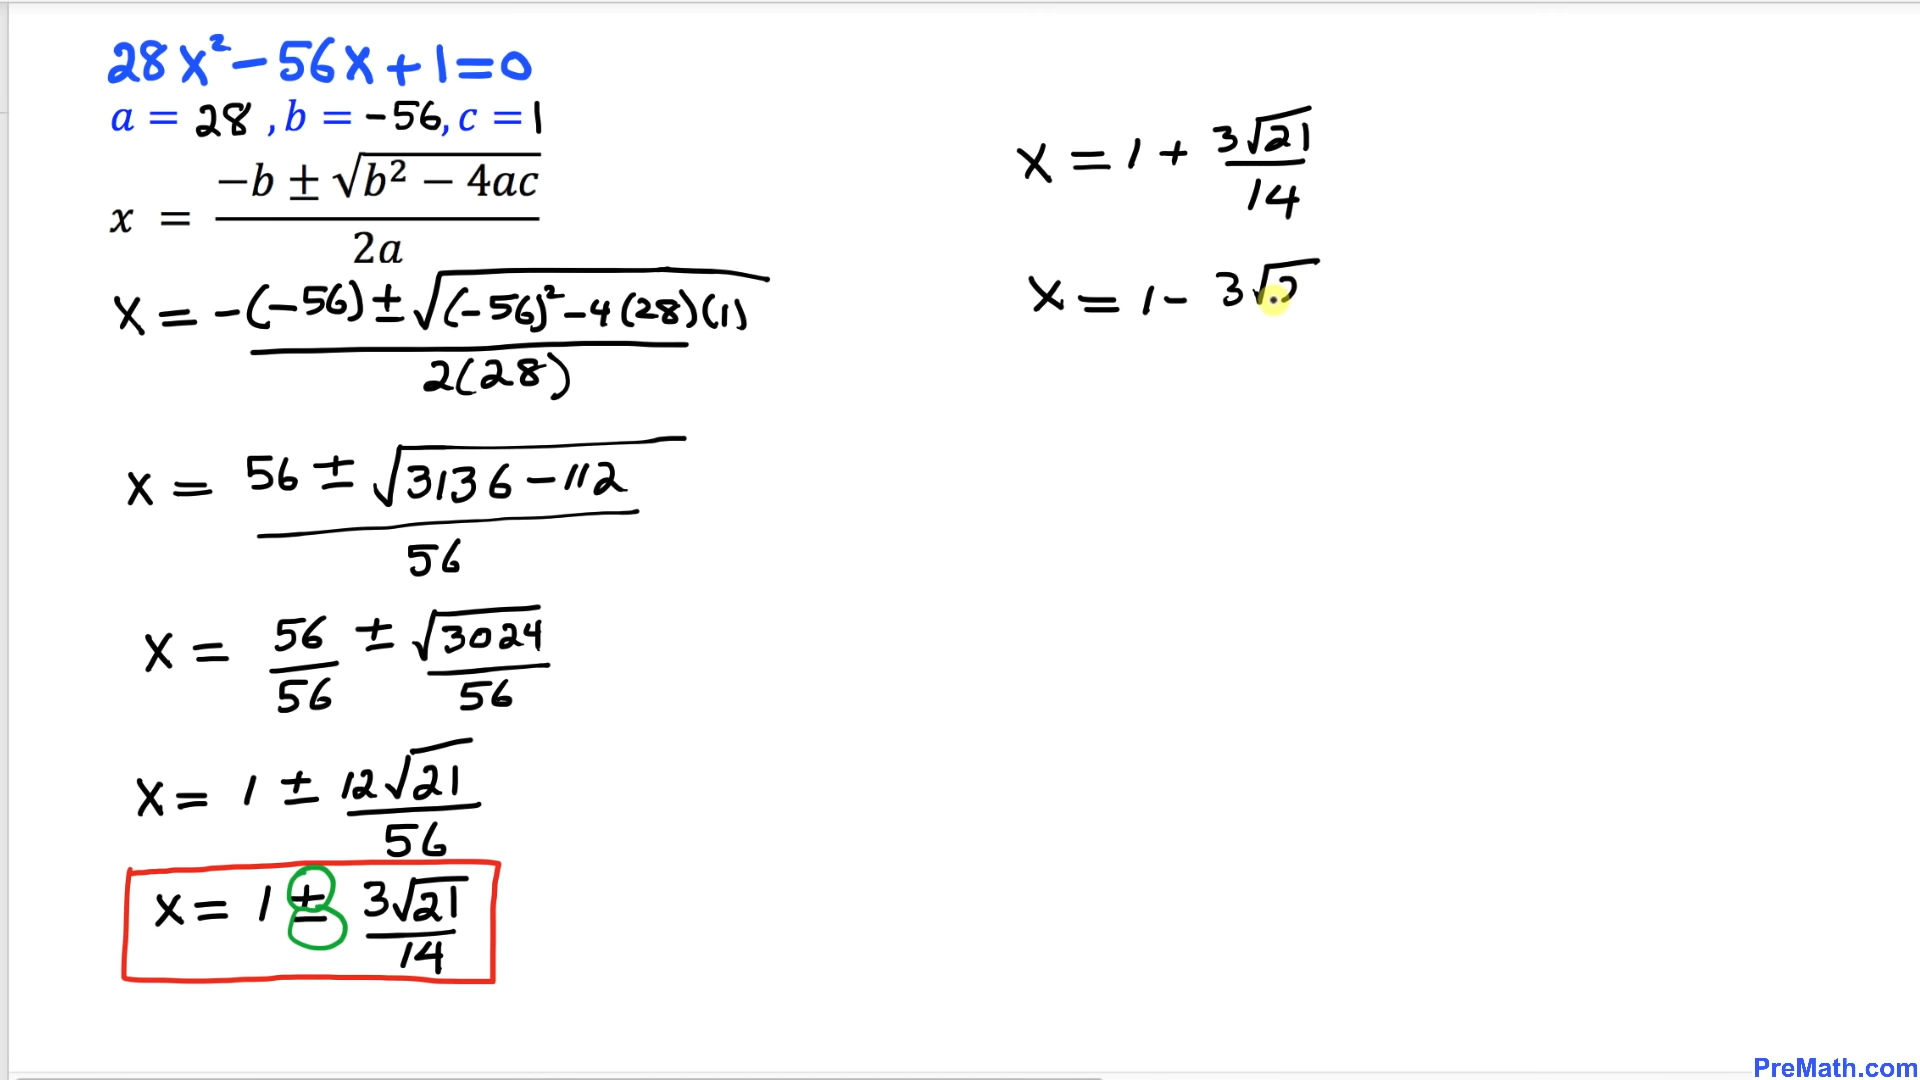 28x² - 56x + 1 = 0
a = 28 , b = -56, c = 1
x = (-b ± √(b² - 4ac)) / 2a
x = (-(-56) ± √((-56)² - 4(28)(1))) / 2(28)
x = (56 ± √(3136 - 112)) / 56
x = 56/56 ± √3024/56
x = 1 ± 12√21/56
x = 1 ± 3√21/14
x = 1 + 3√21/14
x = 1 - 3√2
PreMath.com